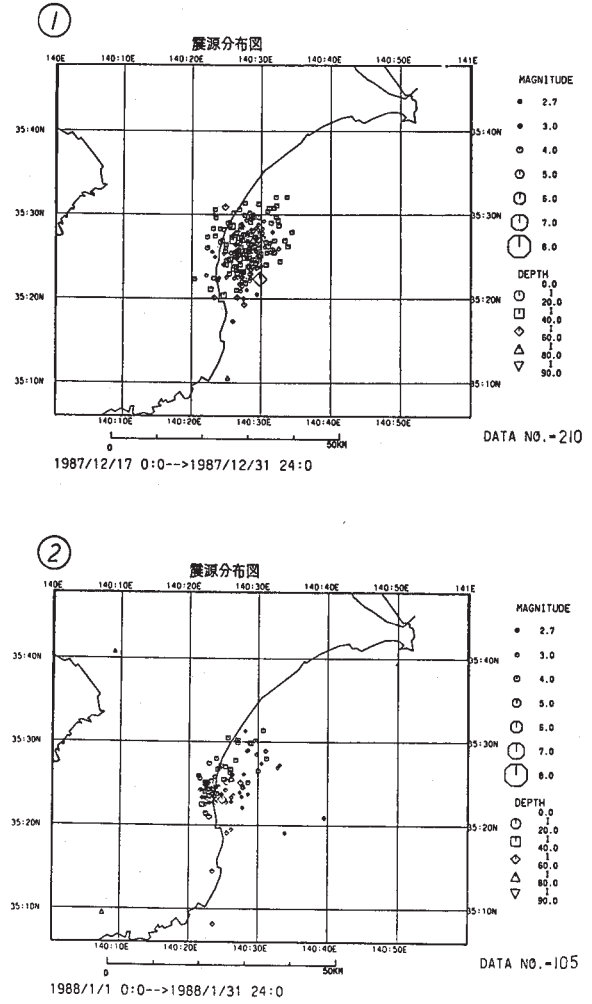 1
震源分布図
140E 140:10E 140:20E 140:30E 140:40E 140:50E 141E
35:40N 35:40N
35:30N 35:30N
35:20N 35:20N
35:10N 35:10N
140:20E 140:30E 140:40E 140:50E
0 50KM
MAGNITUDE
2.7
3.0
4.0
5.0
6.0
7.0
8.0
DEPTH
0.0
I
20.0
I
40.0
I
60.0
I
80.0
I
90.0
DATA NO.=210
1987/12/17 0:0-->1987/12/31 24:0
2
震源分布図
140E 140:10E 140:20E 140:30E 140:40E 140:50E 141E
35:40N 35:40N
35:30N 35:30N
35:20N 35:20N
35:10N 35:10N
140:10E 140:20E 140:30E 140:40E 140:50E
0 50KM
MAGNITUDE
2.7
3.0
4.0
5.0
6.0
7.0
8.0
DEPTH
0.0
I
20.0
I
40.0
I
60.0
I
80.0
I
90.0
DATA NO.=105
1988/1/1 0:0-->1988/1/31 24:0